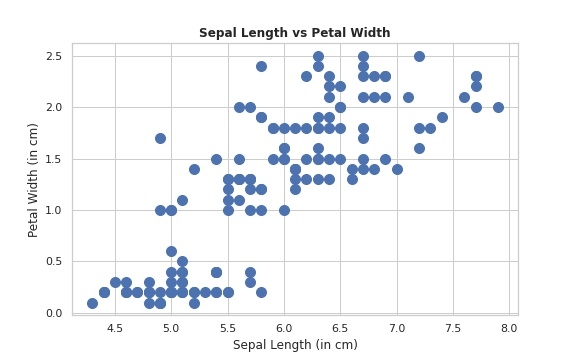 Sepal Length vs Petal Width
2.5
2.0
1.5
1.0
0.5
0.0
Petal Width (in cm)
4.5 5.0 5.5 6.0 6.5 7.0 7.5 8.0
Sepal Length (in cm)